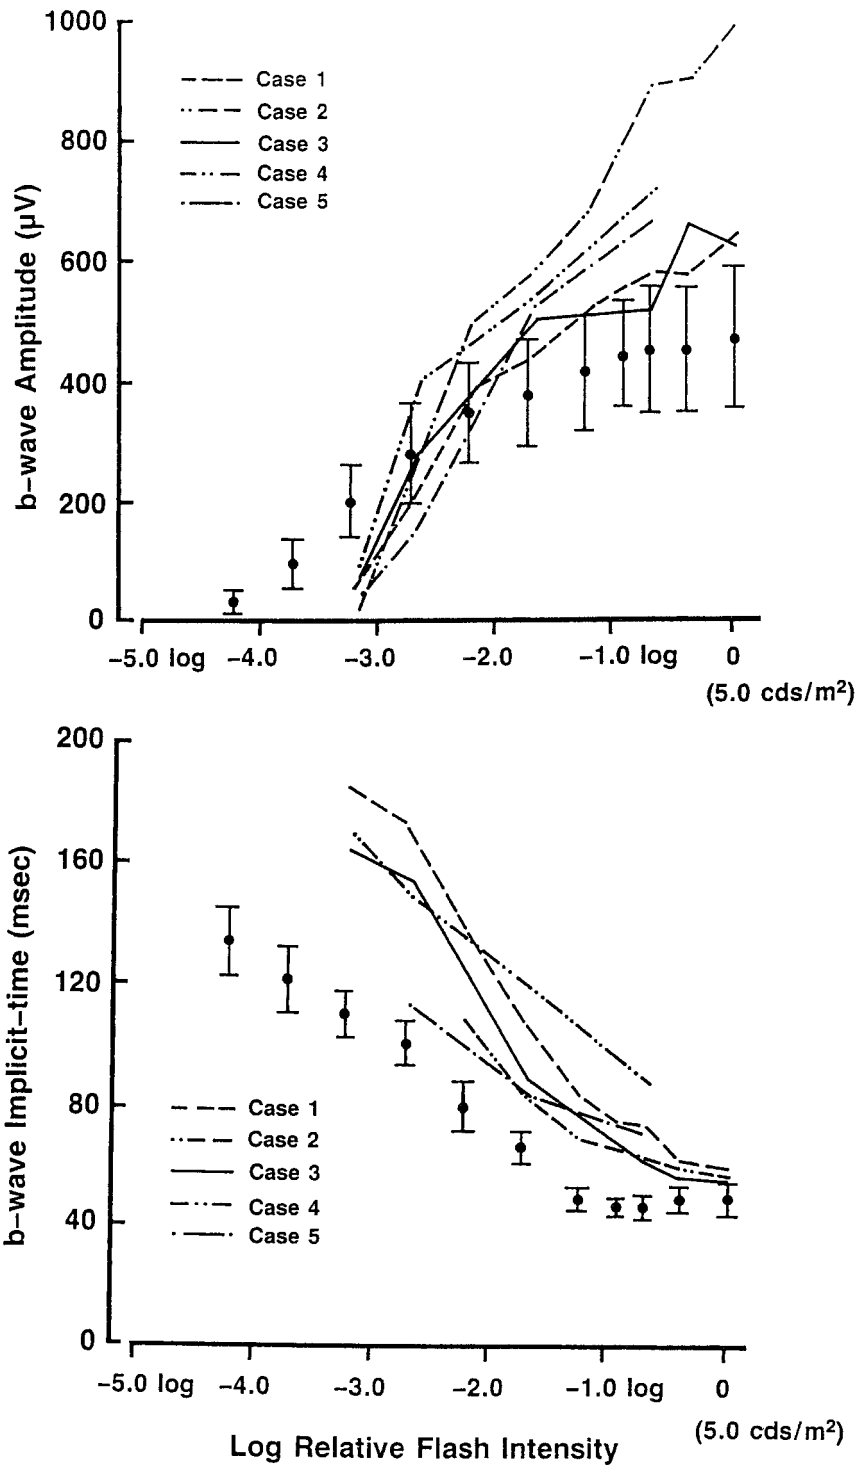 1000
Case 1
Case 2
Case 3
Case 4
Case 5
800
600
400
200
0
b-wave Amplitude (µV)
-5.0 log -4.0 -3.0 -2.0 -1.0 log 0
(5.0 cds/m²)
200
160
120
80
40
0
b-wave Implicit-time (msec)
Case 1
Case 2
Case 3
Case 4
Case 5
-5.0 log -4.0 -3.0 -2.0 -1.0 log 0
(5.0 cds/m²)
Log Relative Flash Intensity